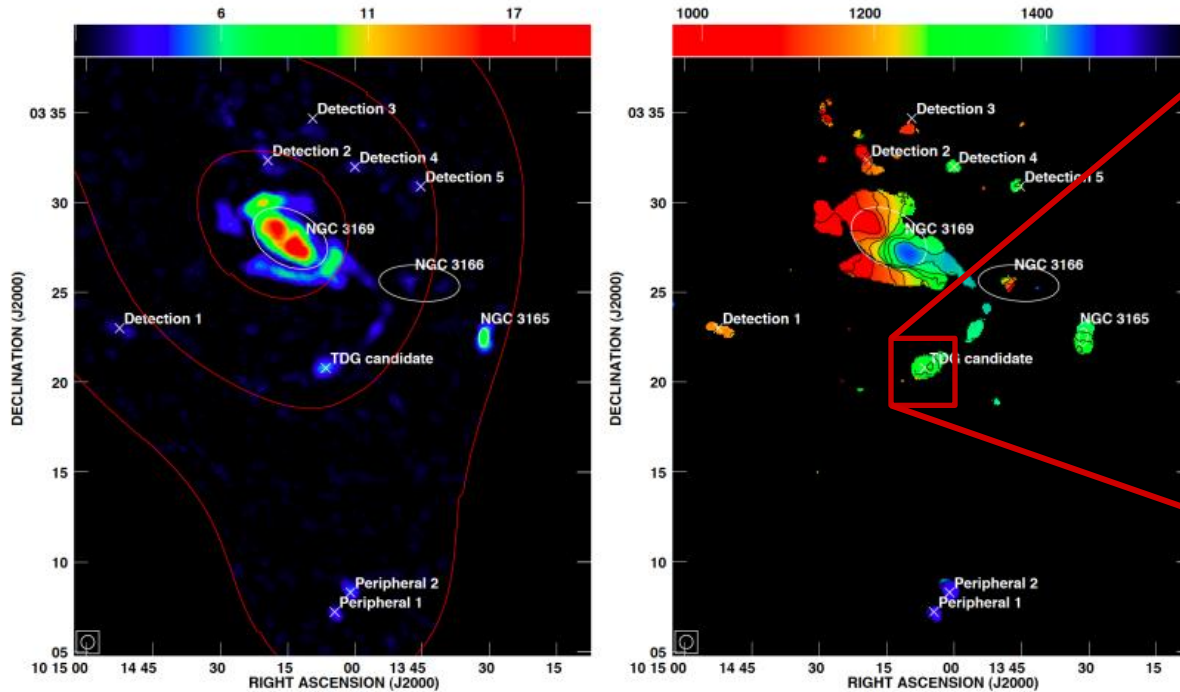 6 11 17
03 35
30
25
20
15
10
05
DECLINATION (J2000)
Detection 3
Detection 2
Detection 4
Detection 5
NGC 3169
NGC 3166
Detection 1
NGC 3165
TDG candidate
Peripheral 2
Peripheral 1
10 15 00 14 45 30 15 00 13 45 30 15
RIGHT ASCENSION (J2000)
1000 1200 1400
03 35
30
25
20
15
10
05
DECLINATION (J2000)
Detection 3
Detection 2
Detection 4
Detection 5
NGC 3169
NGC 3166
Detection 1
NGC 3165
TDG candidate
Peripheral 2
Peripheral 1
10 15 00 30 15 00 13 45 30 15
RIGHT ASCENSION (J2000)